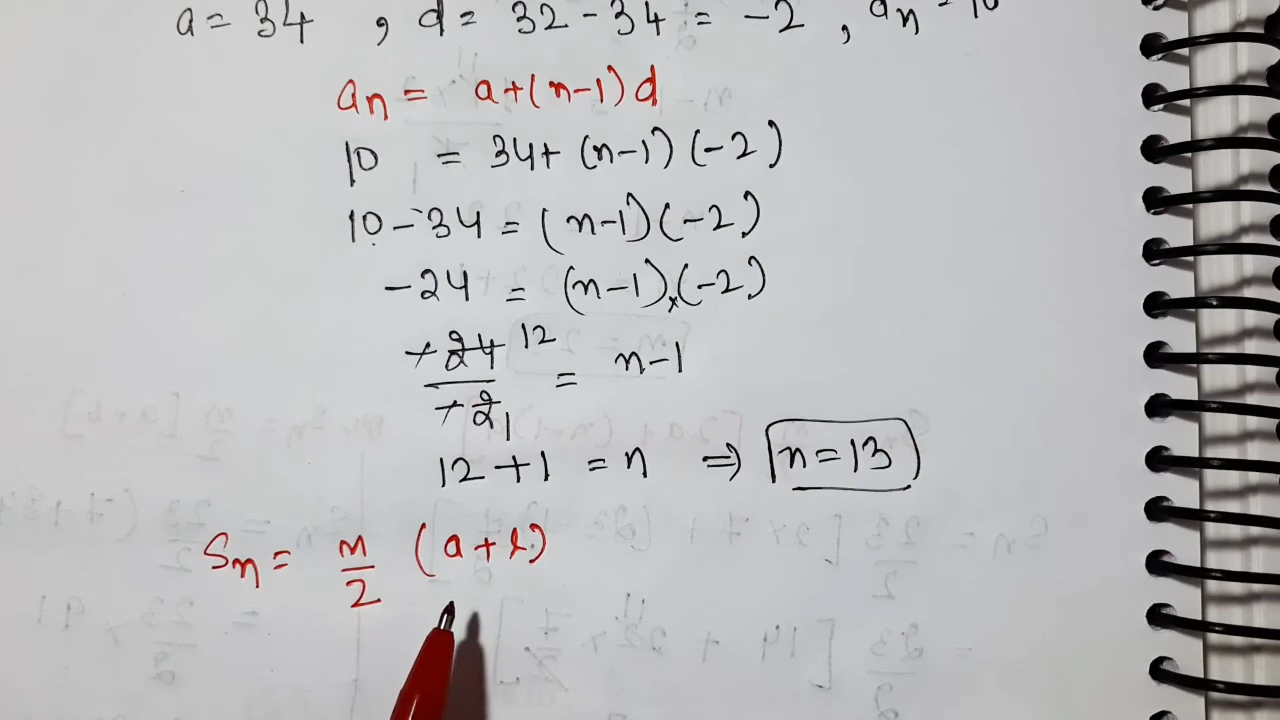 a = 34 , d = 32 - 34 = -2 , an = 10
an = a+(n-1)d
10 = 34+ (n-1) (-2)
10 - 34 = (n-1)(-2)
-24 = (n-1)×(-2)
-24 12
-2 1 = n-1
12 + 1 = n ⇒ n = 13
Sn = n/2 (a+l)